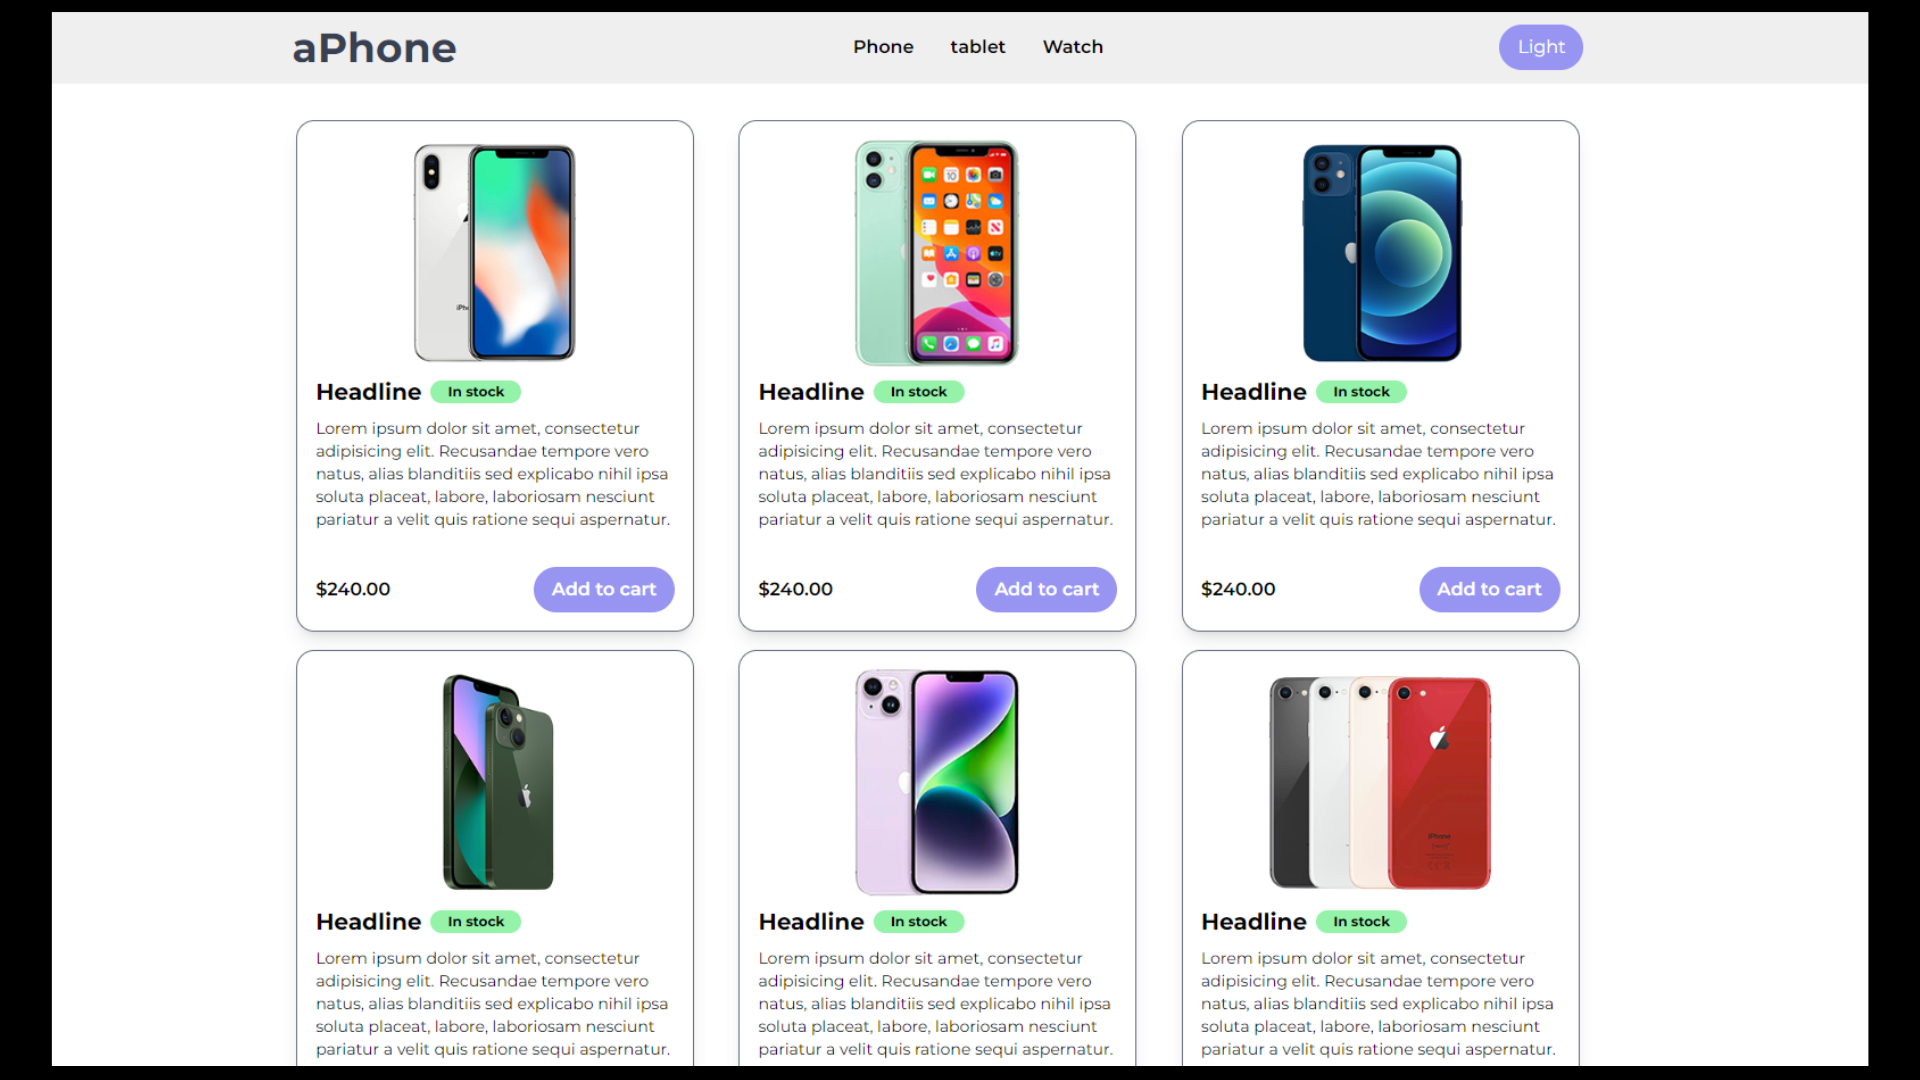 aPhone
Phone
tablet
Watch
Light
Headline
In stock
Lorem ipsum dolor sit amet, consectetur
adipisicing elit. Recusandae tempore vero
natus, alias blanditiis sed explicabo nihil ipsa
soluta placeat, labore, laboriosam nesciunt
pariatur a velit quis ratione sequi aspernatur.
$240.00
Add to cart
Headline
In stock
Lorem ipsum dolor sit amet, consectetur
adipisicing elit. Recusandae tempore vero
natus, alias blanditiis sed explicabo nihil ipsa
soluta placeat, labore, laboriosam nesciunt
pariatur a velit quis ratione sequi aspernatur.
$240.00
Add to cart
Headline
In stock
Lorem ipsum dolor sit amet, consectetur
adipisicing elit. Recusandae tempore vero
natus, alias blanditiis sed explicabo nihil ipsa
soluta placeat, labore, laboriosam nesciunt
pariatur a velit quis ratione sequi aspernatur.
$240.00
Add to cart
Headline
In stock
Lorem ipsum dolor sit amet, consectetur
adipisicing elit. Recusandae tempore vero
natus, alias blanditiis sed explicabo nihil ipsa
soluta placeat, labore, laboriosam nesciunt
pariatur a velit quis ratione sequi aspernatur.
Headline
In stock
Lorem ipsum dolor sit amet, consectetur
adipisicing elit. Recusandae tempore vero
natus, alias blanditiis sed explicabo nihil ipsa
soluta placeat, labore, laboriosam nesciunt
pariatur a velit quis ratione sequi aspernatur.
iPhone
Headline
In stock
Lorem ipsum dolor sit amet, consectetur
adipisicing elit. Recusandae tempore vero
natus, alias blanditiis sed explicabo nihil ipsa
soluta placeat, labore, laboriosam nesciunt
pariatur a velit quis ratione sequi aspernatur.